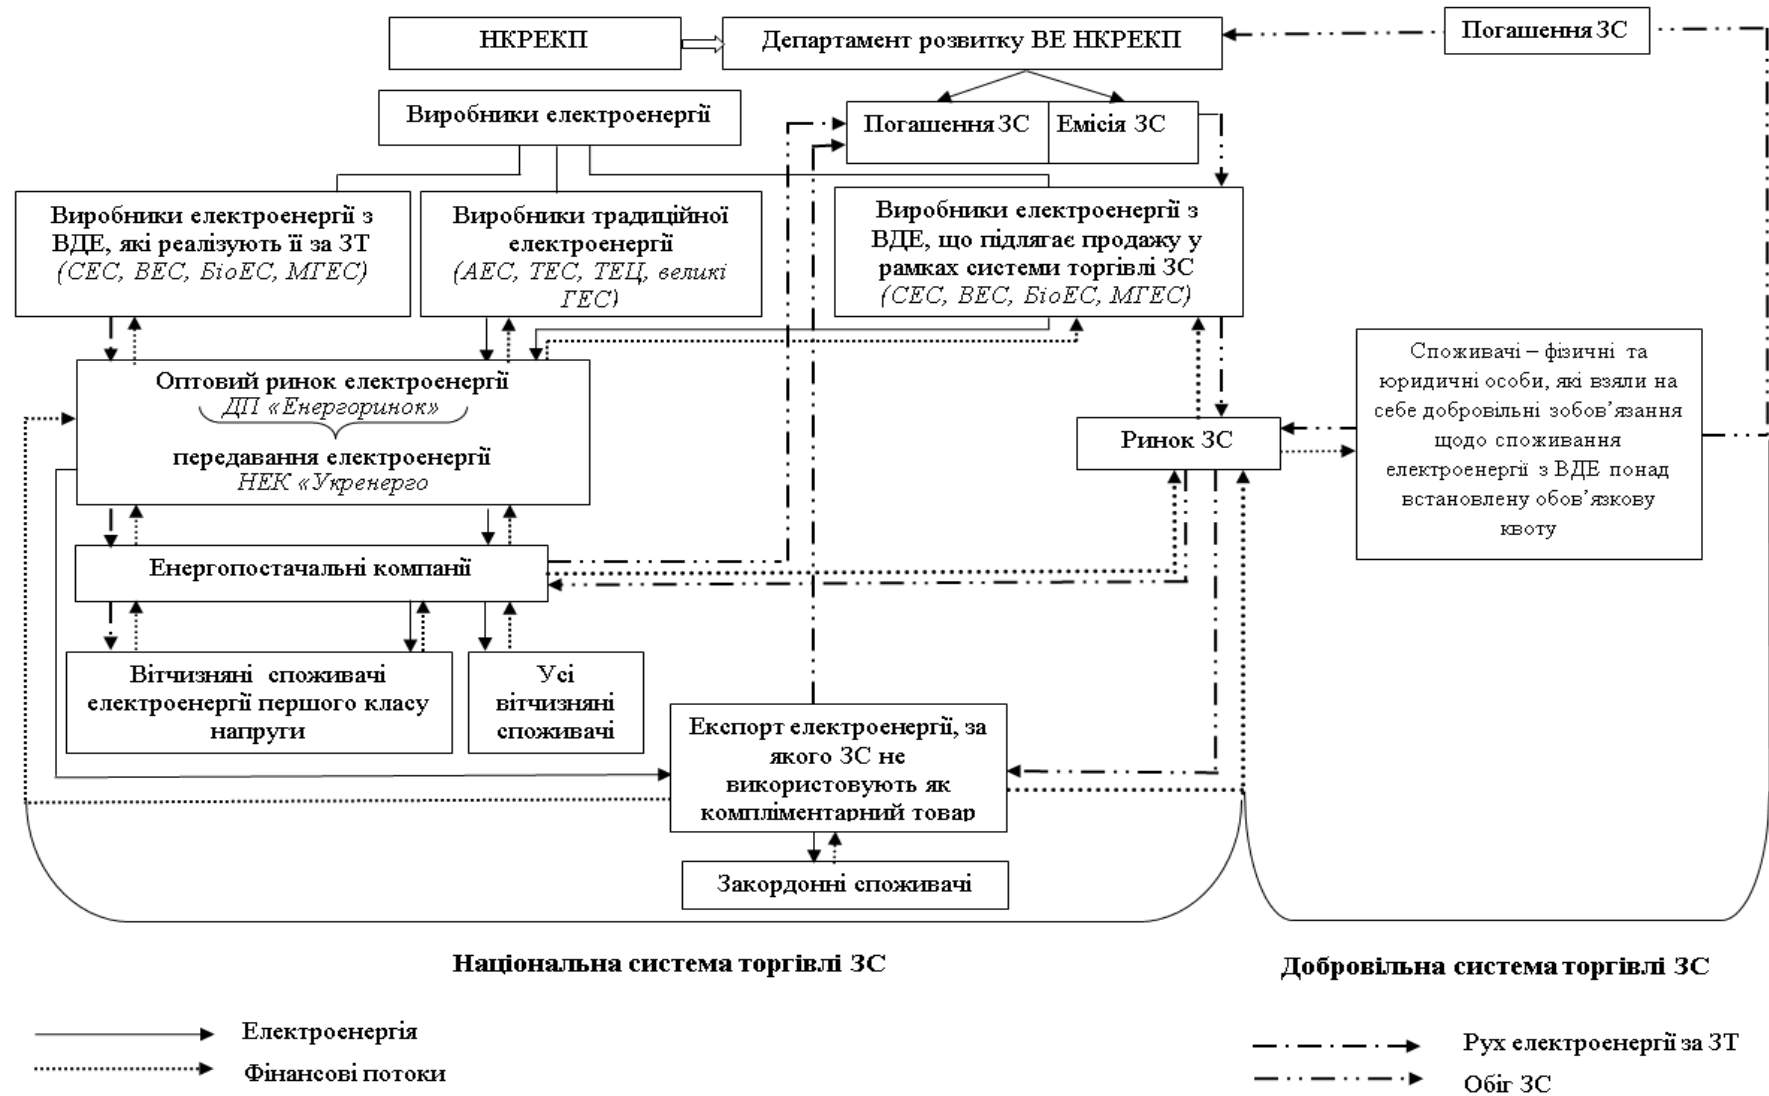 НКРЕКП
Департамент розвитку ВЕ НКРЕКП
Погашення ЗС
Виробники електроенергії
Погашення ЗС
Емісія ЗС
Виробники електроенергії з
ВДЕ, які реалізують її за ЗТ
(СЕС, ВЕС, БіоЕС, МГЕС)
Виробники традиційної
електроенергії
(АЕС, ТЕС, ТЕЦ, великі
ГЕС)
Виробники електроенергії з
ВДЕ, що підлягає продажу у
рамках системи торгівлі ЗС
(СЕС, ВЕС, БіоЕС, МГЕС)
Оптовий ринок електроенергії
ДП «Енергоринок»
передавання електроенергії
НЕК «Укренерго
Ринок ЗС
Споживачі – фізичні та
юридичні особи, які взяли на
себе добровільні зобов’язання
щодо споживання
електроенергії з ВДЕ понад
встановлену обов’язкову
квоту
Енергопостачальні компанії
Вітчизняні споживачі
електроенергії першого класу
напруги
Усі
вітчизняні
споживачі
Експорт електроенергії, за
якого ЗС не
використовують як
компліментарний товар
Закордонні споживачі
Національна система торгівлі ЗС
Добровільна система торгівлі ЗС
Електроенергія
Фінансові потоки
Рух електроенергії за ЗТ
Обіг ЗС